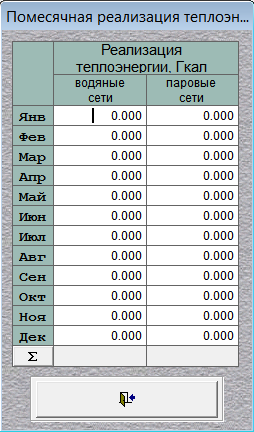 Помесячная реализация теплоэн...
Реализация
теплоэнергии, Гкал
водяные паровые
сети сети
Янв 0.000 0.000
Фев 0.000 0.000
Мар 0.000 0.000
Апр 0.000 0.000
Май 0.000 0.000
Июн 0.000 0.000
Июл 0.000 0.000
Авг 0.000 0.000
Сен 0.000 0.000
Окт 0.000 0.000
Ноя 0.000 0.000
Дек 0.000 0.000
Σ